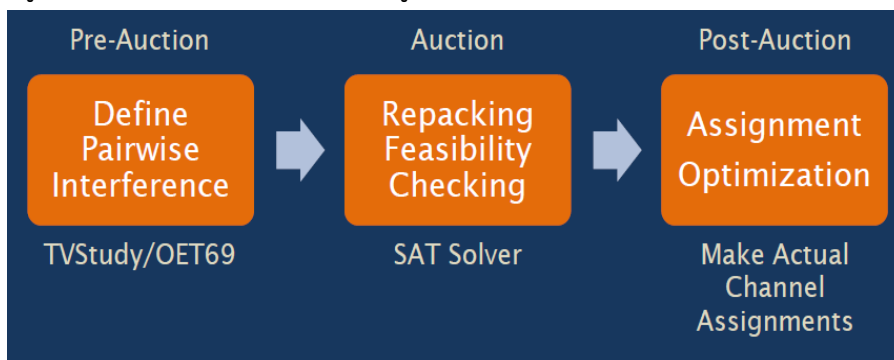 Pre-Auction
Auction
Post-Auction
Define
Pairwise
Interference
Repacking
Feasibility
Checking
Assignment
Optimization
TVStudy/OET69
SAT Solver
Make Actual
Channel
Assignments